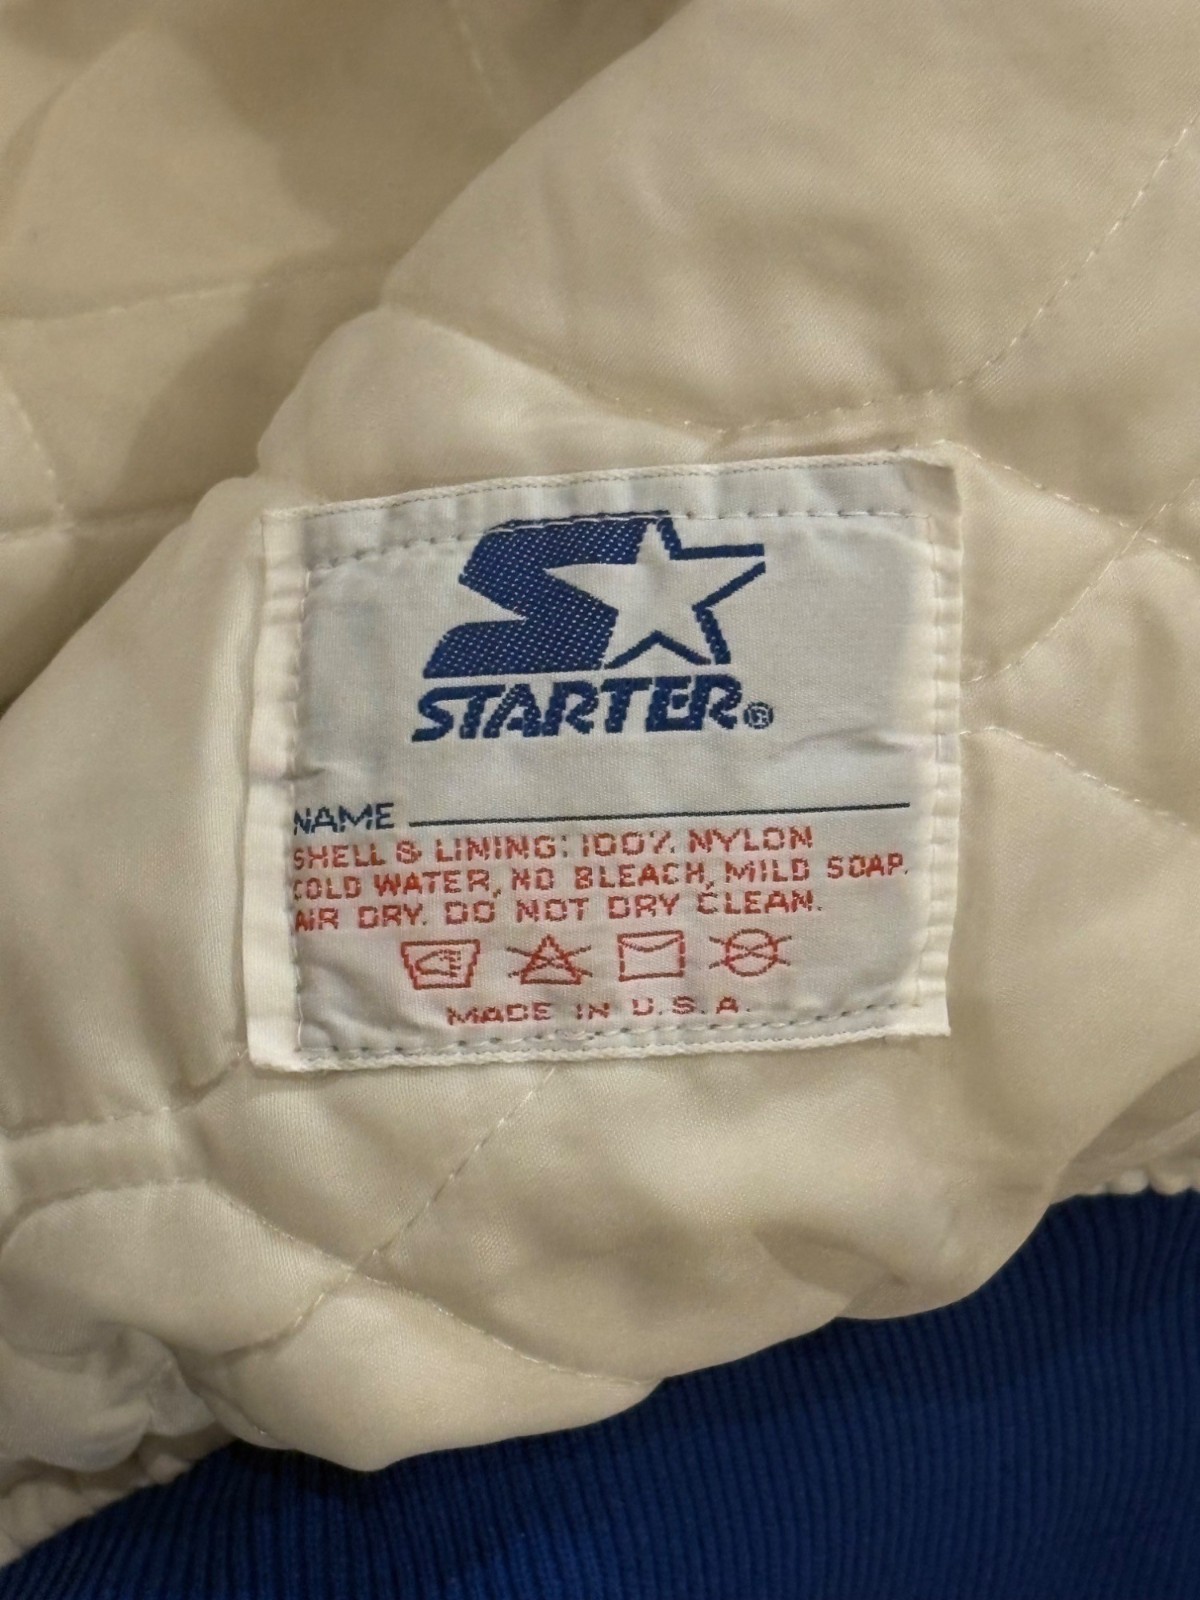 STARTER®
NAME
SHELL & LINING: 100% NYLON
COLD WATER, NO BLEACH, MILD SOAP.
AIR DRY. DO NOT DRY CLEAN.
MADE IN U.S.A.